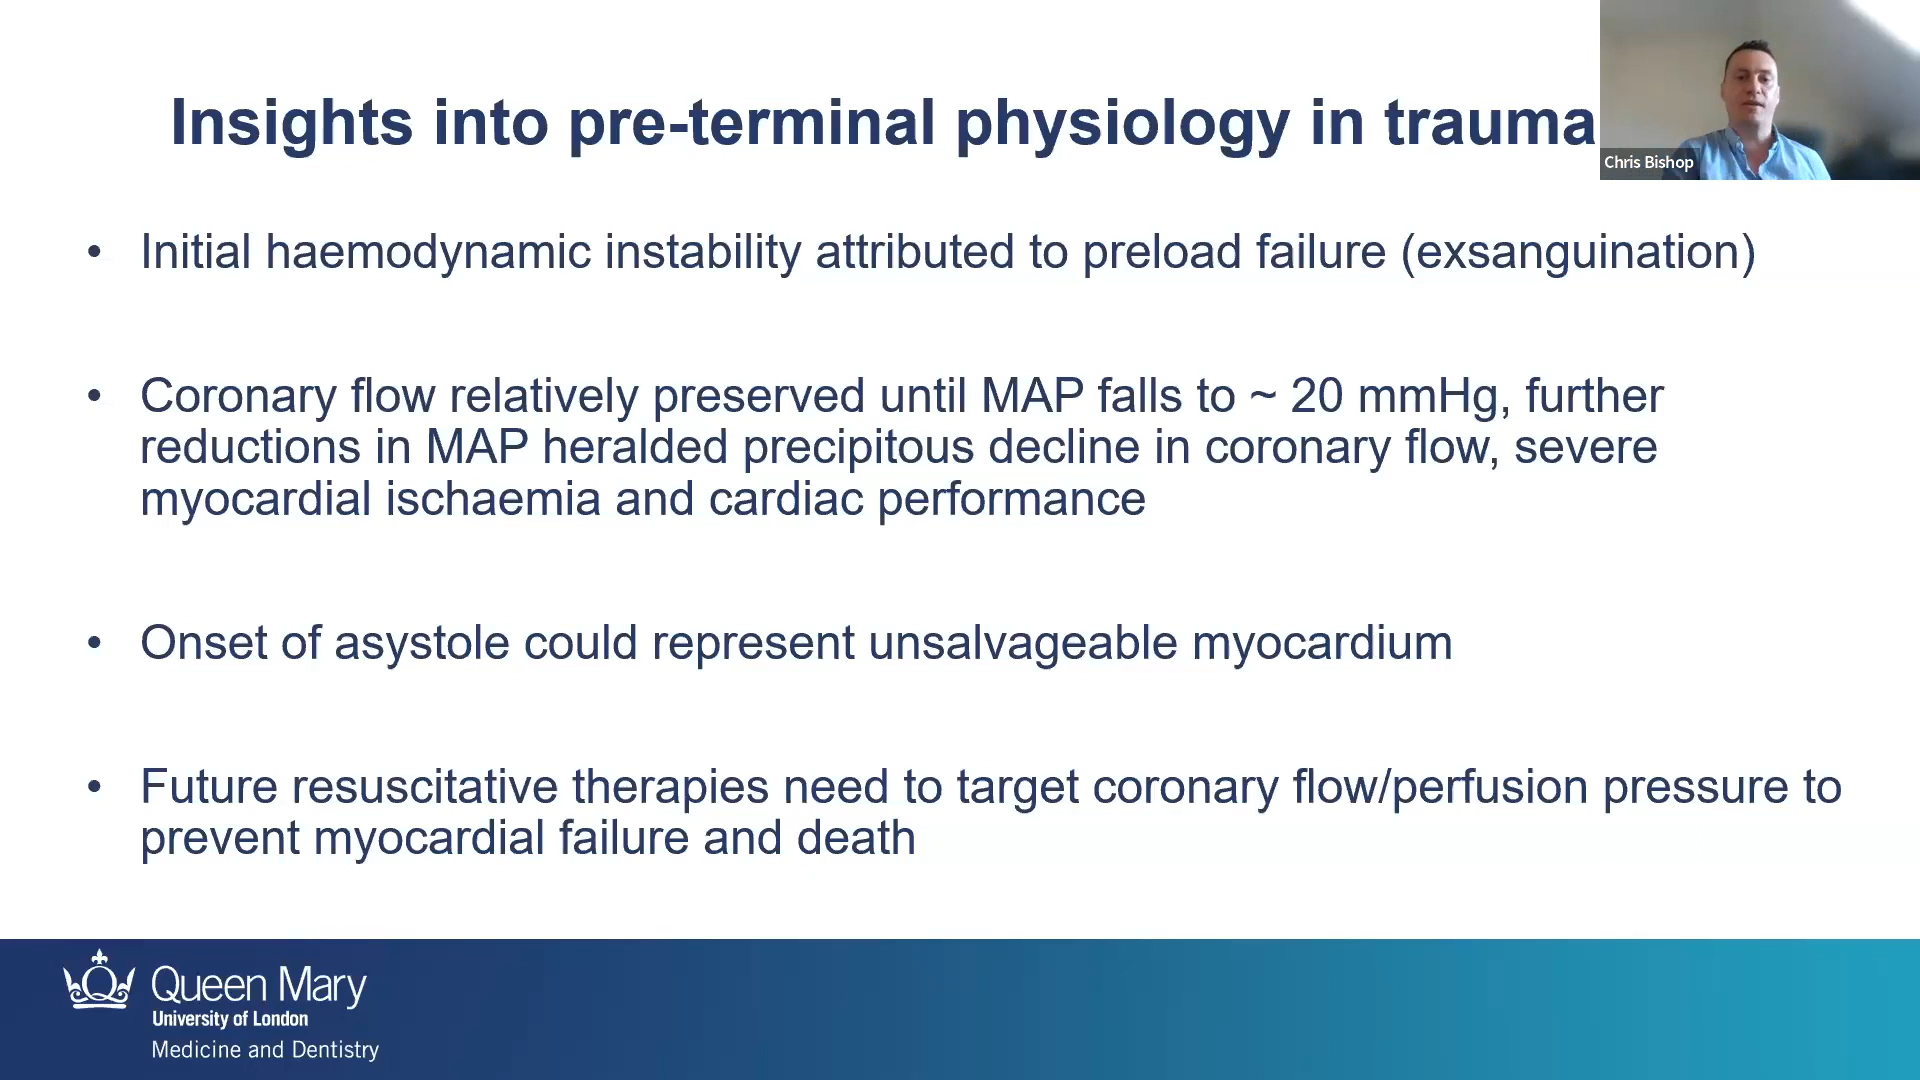 Insights into pre-terminal physiology in trauma
Chris Bishop
• Initial haemodynamic instability attributed to preload failure (exsanguination)
• Coronary flow relatively preserved until MAP falls to ~ 20 mmHg, further
reductions in MAP heralded precipitous decline in coronary flow, severe
myocardial ischaemia and cardiac performance
• Onset of asystole could represent unsalvageable myocardium
• Future resuscitative therapies need to target coronary flow/perfusion pressure to
prevent myocardial failure and death
Queen Mary
University of London
Medicine and Dentistry